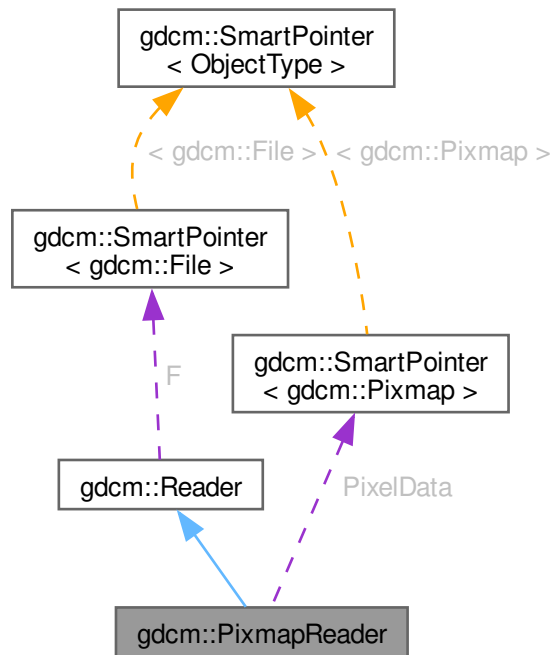 gdcm::SmartPointer
< ObjectType >
< gdcm::File >
< gdcm::Pixmap >
gdcm::SmartPointer
< gdcm::File >
gdcm::SmartPointer
< gdcm::Pixmap >
F
gdcm::Reader
PixelData
gdcm::PixmapReader